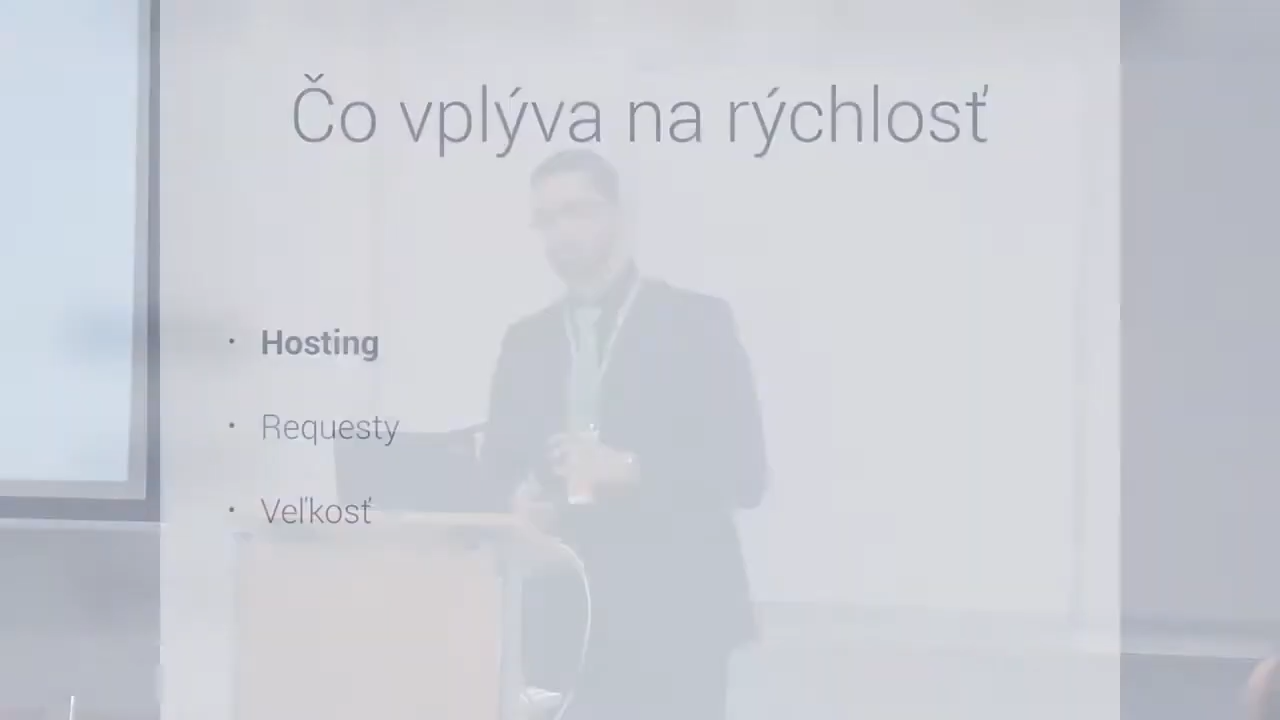 Čo vplýva na rýchlosť
• Hosting
• Requesty
• Veľkosť